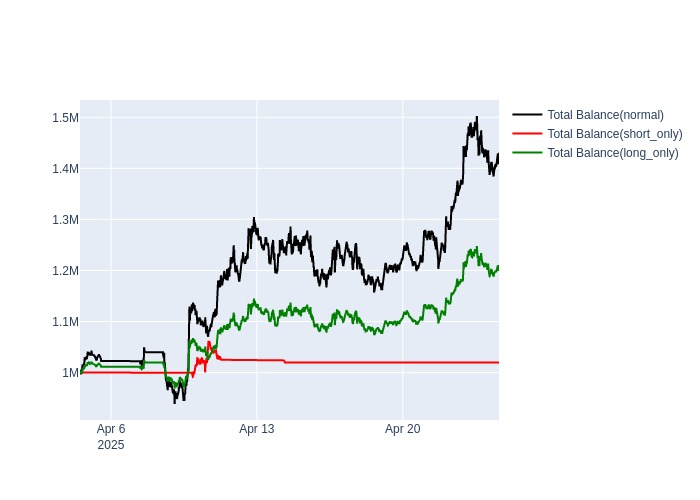 1.5M
1.4M
1.3M
1.2M
1.1M
1M
Apr 6
2025
Apr 13
Apr 20
Total Balance(normal)
Total Balance(short_only)
Total Balance(long_only)